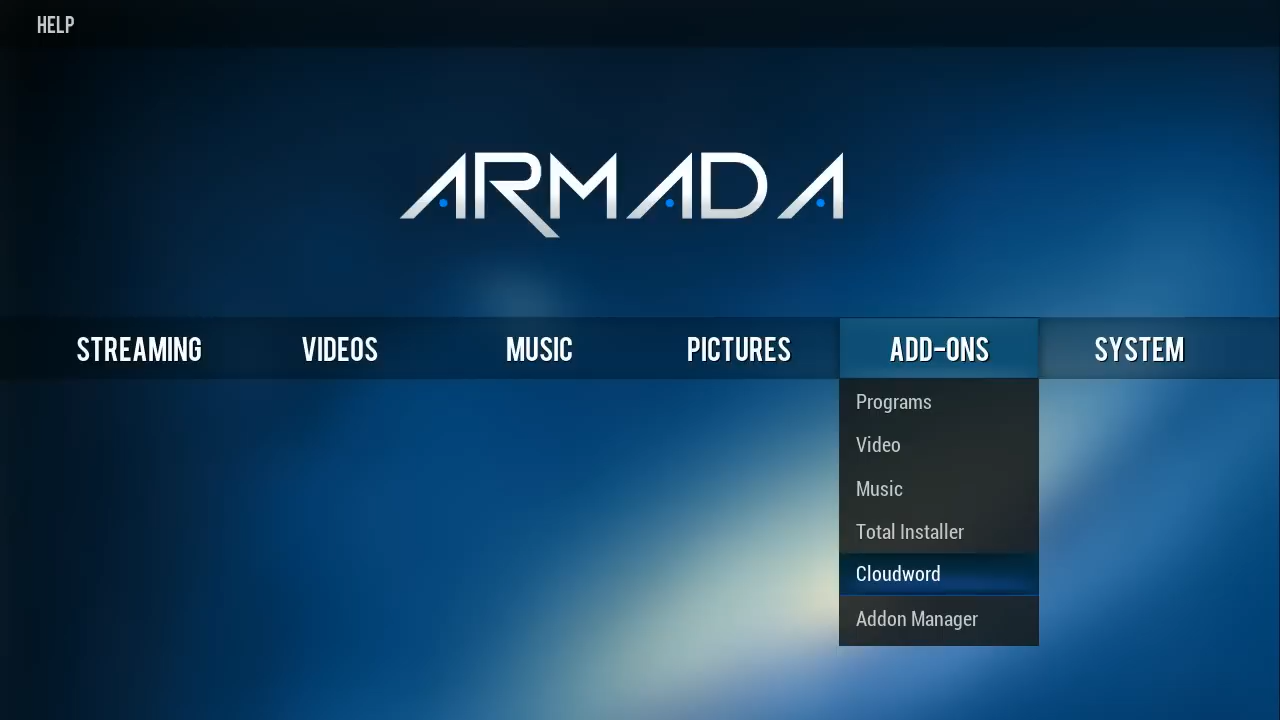 HELP
ARMADA
STREAMING VIDEOS MUSIC PICTURES ADD-ONS SYSTEM
Programs
Video
Music
Total Installer
Cloudword
Addon Manager